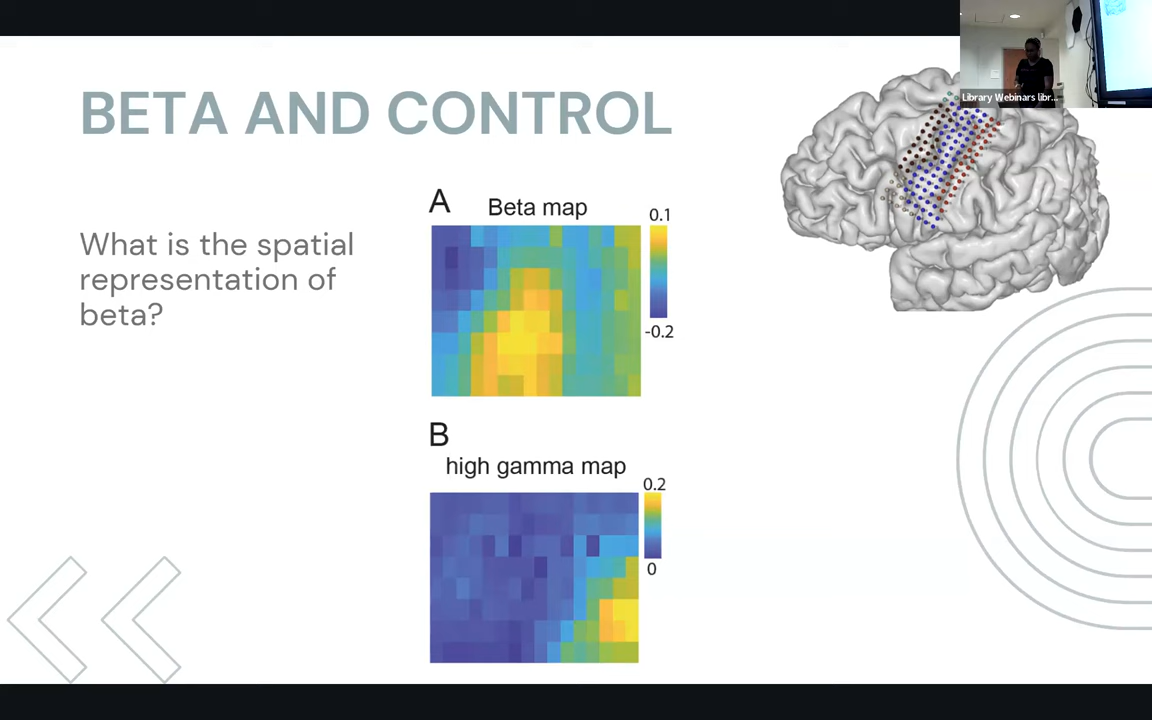 BETA AND CONTROL
Library Webinars libr...
What is the spatial
representation of
beta?
A
Beta map
0.1
-0.2
B
high gamma map
0.2
0